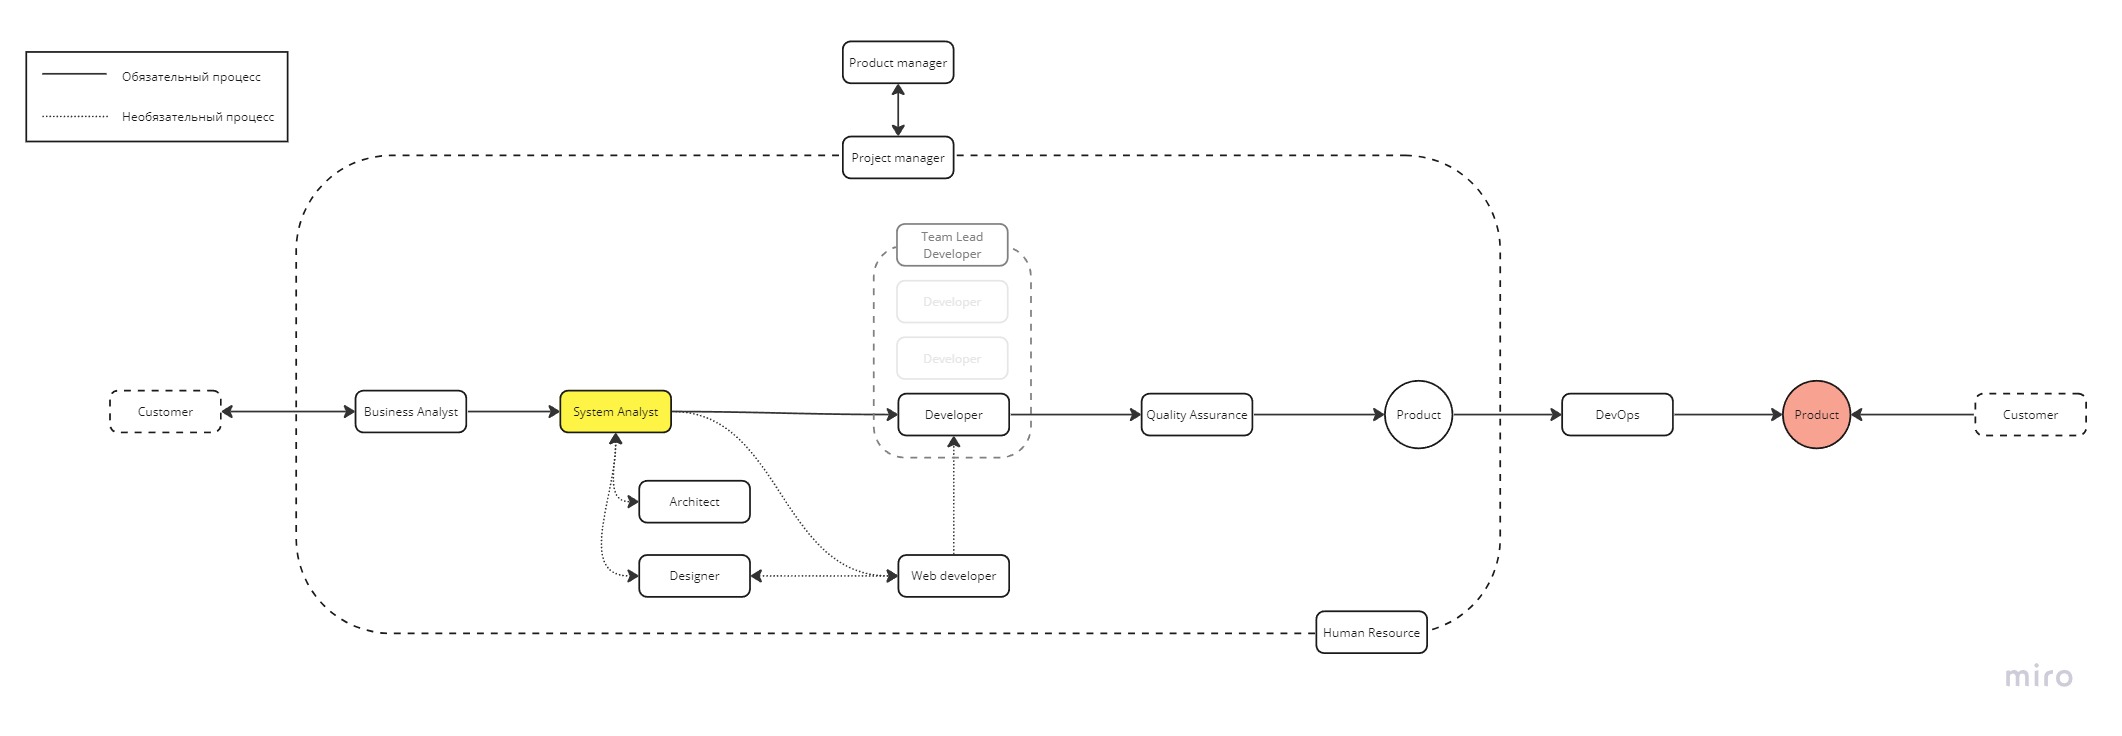 Обязательный процесс
Необязательный процесс
Product manager
Project manager
Team Lead
Developer
Developer
Developer
Customer
Business Analyst
System Analyst
Developer
Quality Assurance
Product
DevOps
Product
Customer
Architect
Designer
Web developer
Human Resource
miro